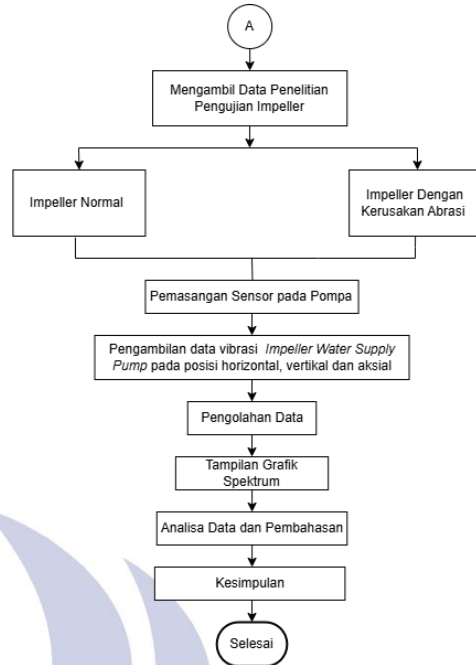 A
Mengambil Data Penelitian
Pengujian Impeller
Impeller Normal
Impeller Dengan
Kerusakan Abrasi
Pemasangan Sensor pada Pompa
Pengambilan data vibrasi Impeller Water Supply
Pump pada posisi horizontal, vertikal dan aksial
Pengolahan Data
Tampilan Grafik
Spektrum
Analisa Data dan Pembahasan
Kesimpulan
Selesai